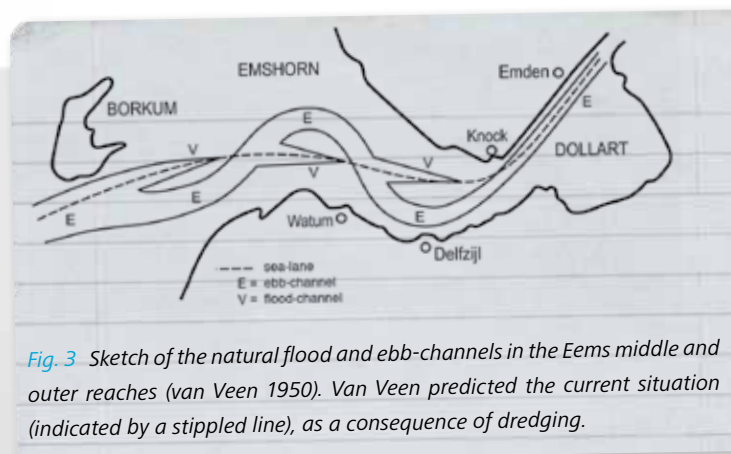 EMSHORN
Emden
BORKUM
E
E
Knock
DOLLART
V
V
V
E
E
E
Watum
Delfzijl
sea-lane
E = ebb-channel
V = flood-channel
Fig. 3 Sketch of the natural flood and ebb-channels in the Eems middle and
outer reaches (van Veen 1950). Van Veen predicted the current situation
(indicated by a stippled line), as a consequence of dredging.